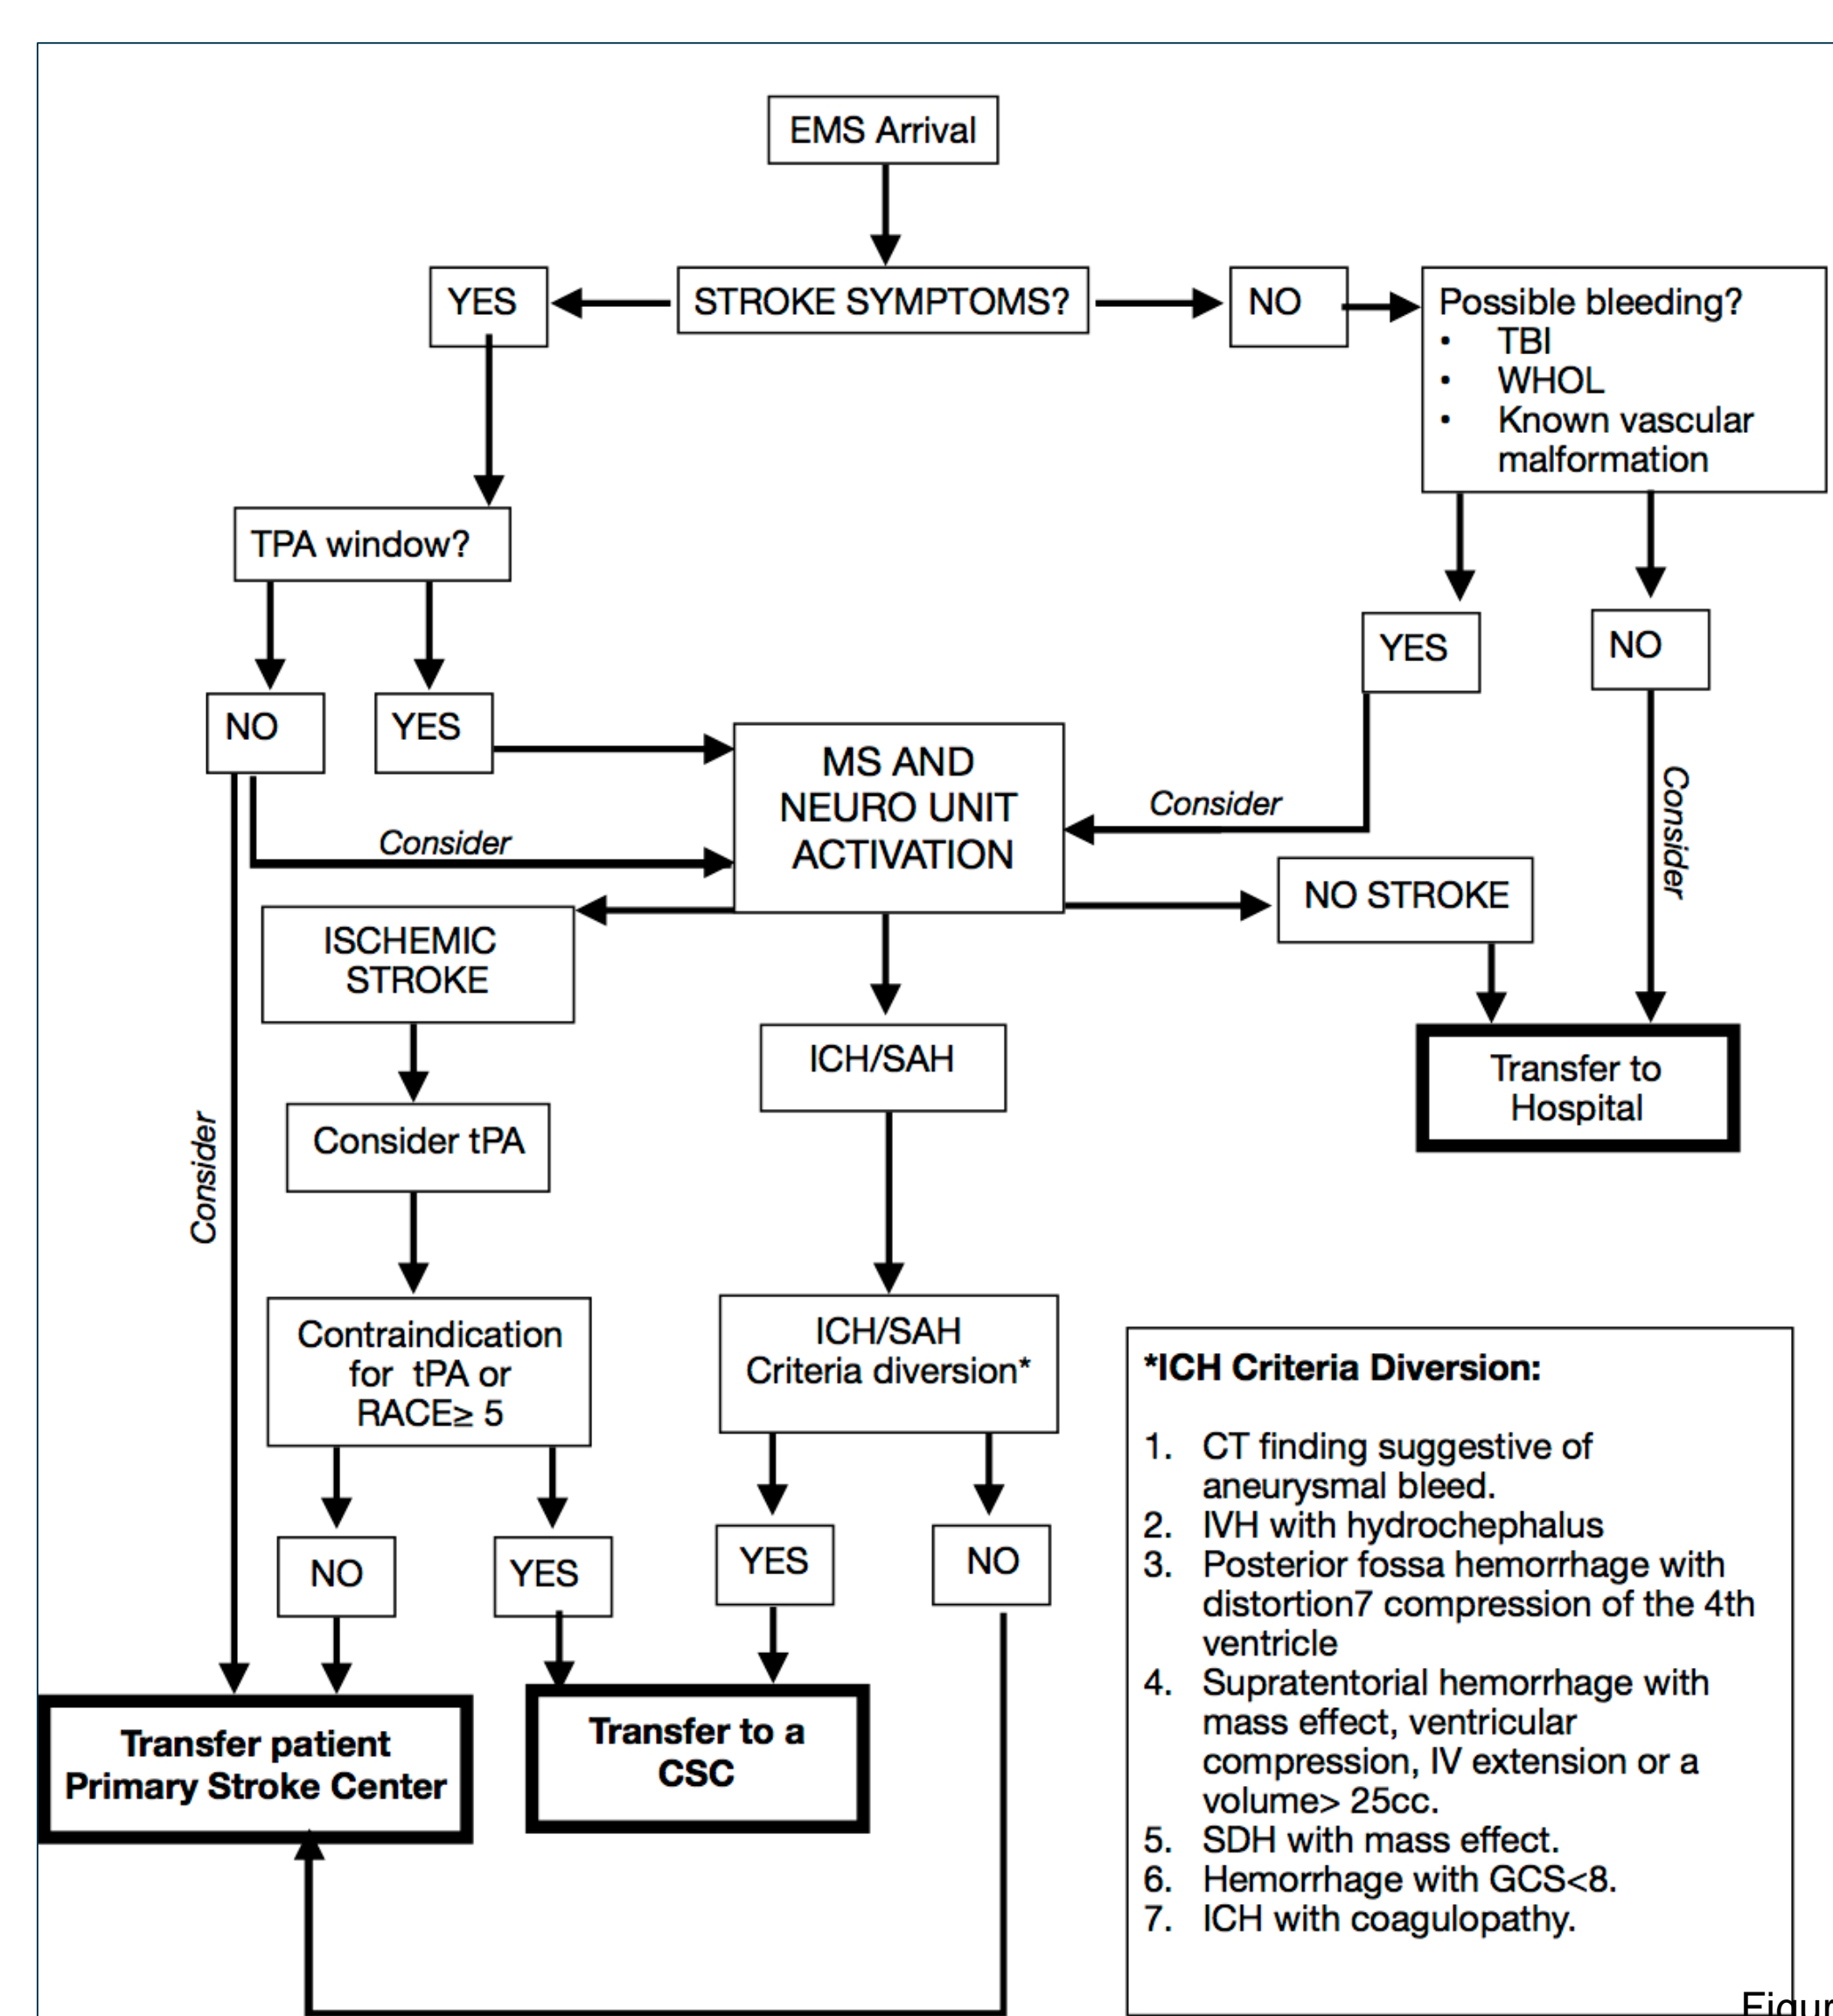 EMS Arrival
YES
STROKE SYMPTOMS?
NO
Possible bleeding?
• TBI
• WHOL
• Known vascular
malformation
TPA window?
YES
NO
NO
YES
MS AND
NEURO UNIT
ACTIVATION
Consider
Consider
Consider
NO STROKE
ISCHEMIC
STROKE
ICH/SAH
Transfer to
Hospital
Consider tPA
Consider
Contraindication
for tPA or
RACE≥ 5
ICH/SAH
Criteria diversion*
NO
YES
YES
NO
Transfer patient
Primary Stroke Center
Transfer to a
CSC
*ICH Criteria Diversion:
1. CT finding suggestive of
aneurysmal bleed.
2. IVH with hydrochephalus
3. Posterior fossa hemorrhage with
distortion7 compression of the 4th
ventricle
4. Supratentorial hemorrhage with
mass effect, ventricular
compression, IV extension or a
volume> 25cc.
5. SDH with mass effect.
6. Hemorrhage with GCS<8.
7. ICH with coagulopathy.